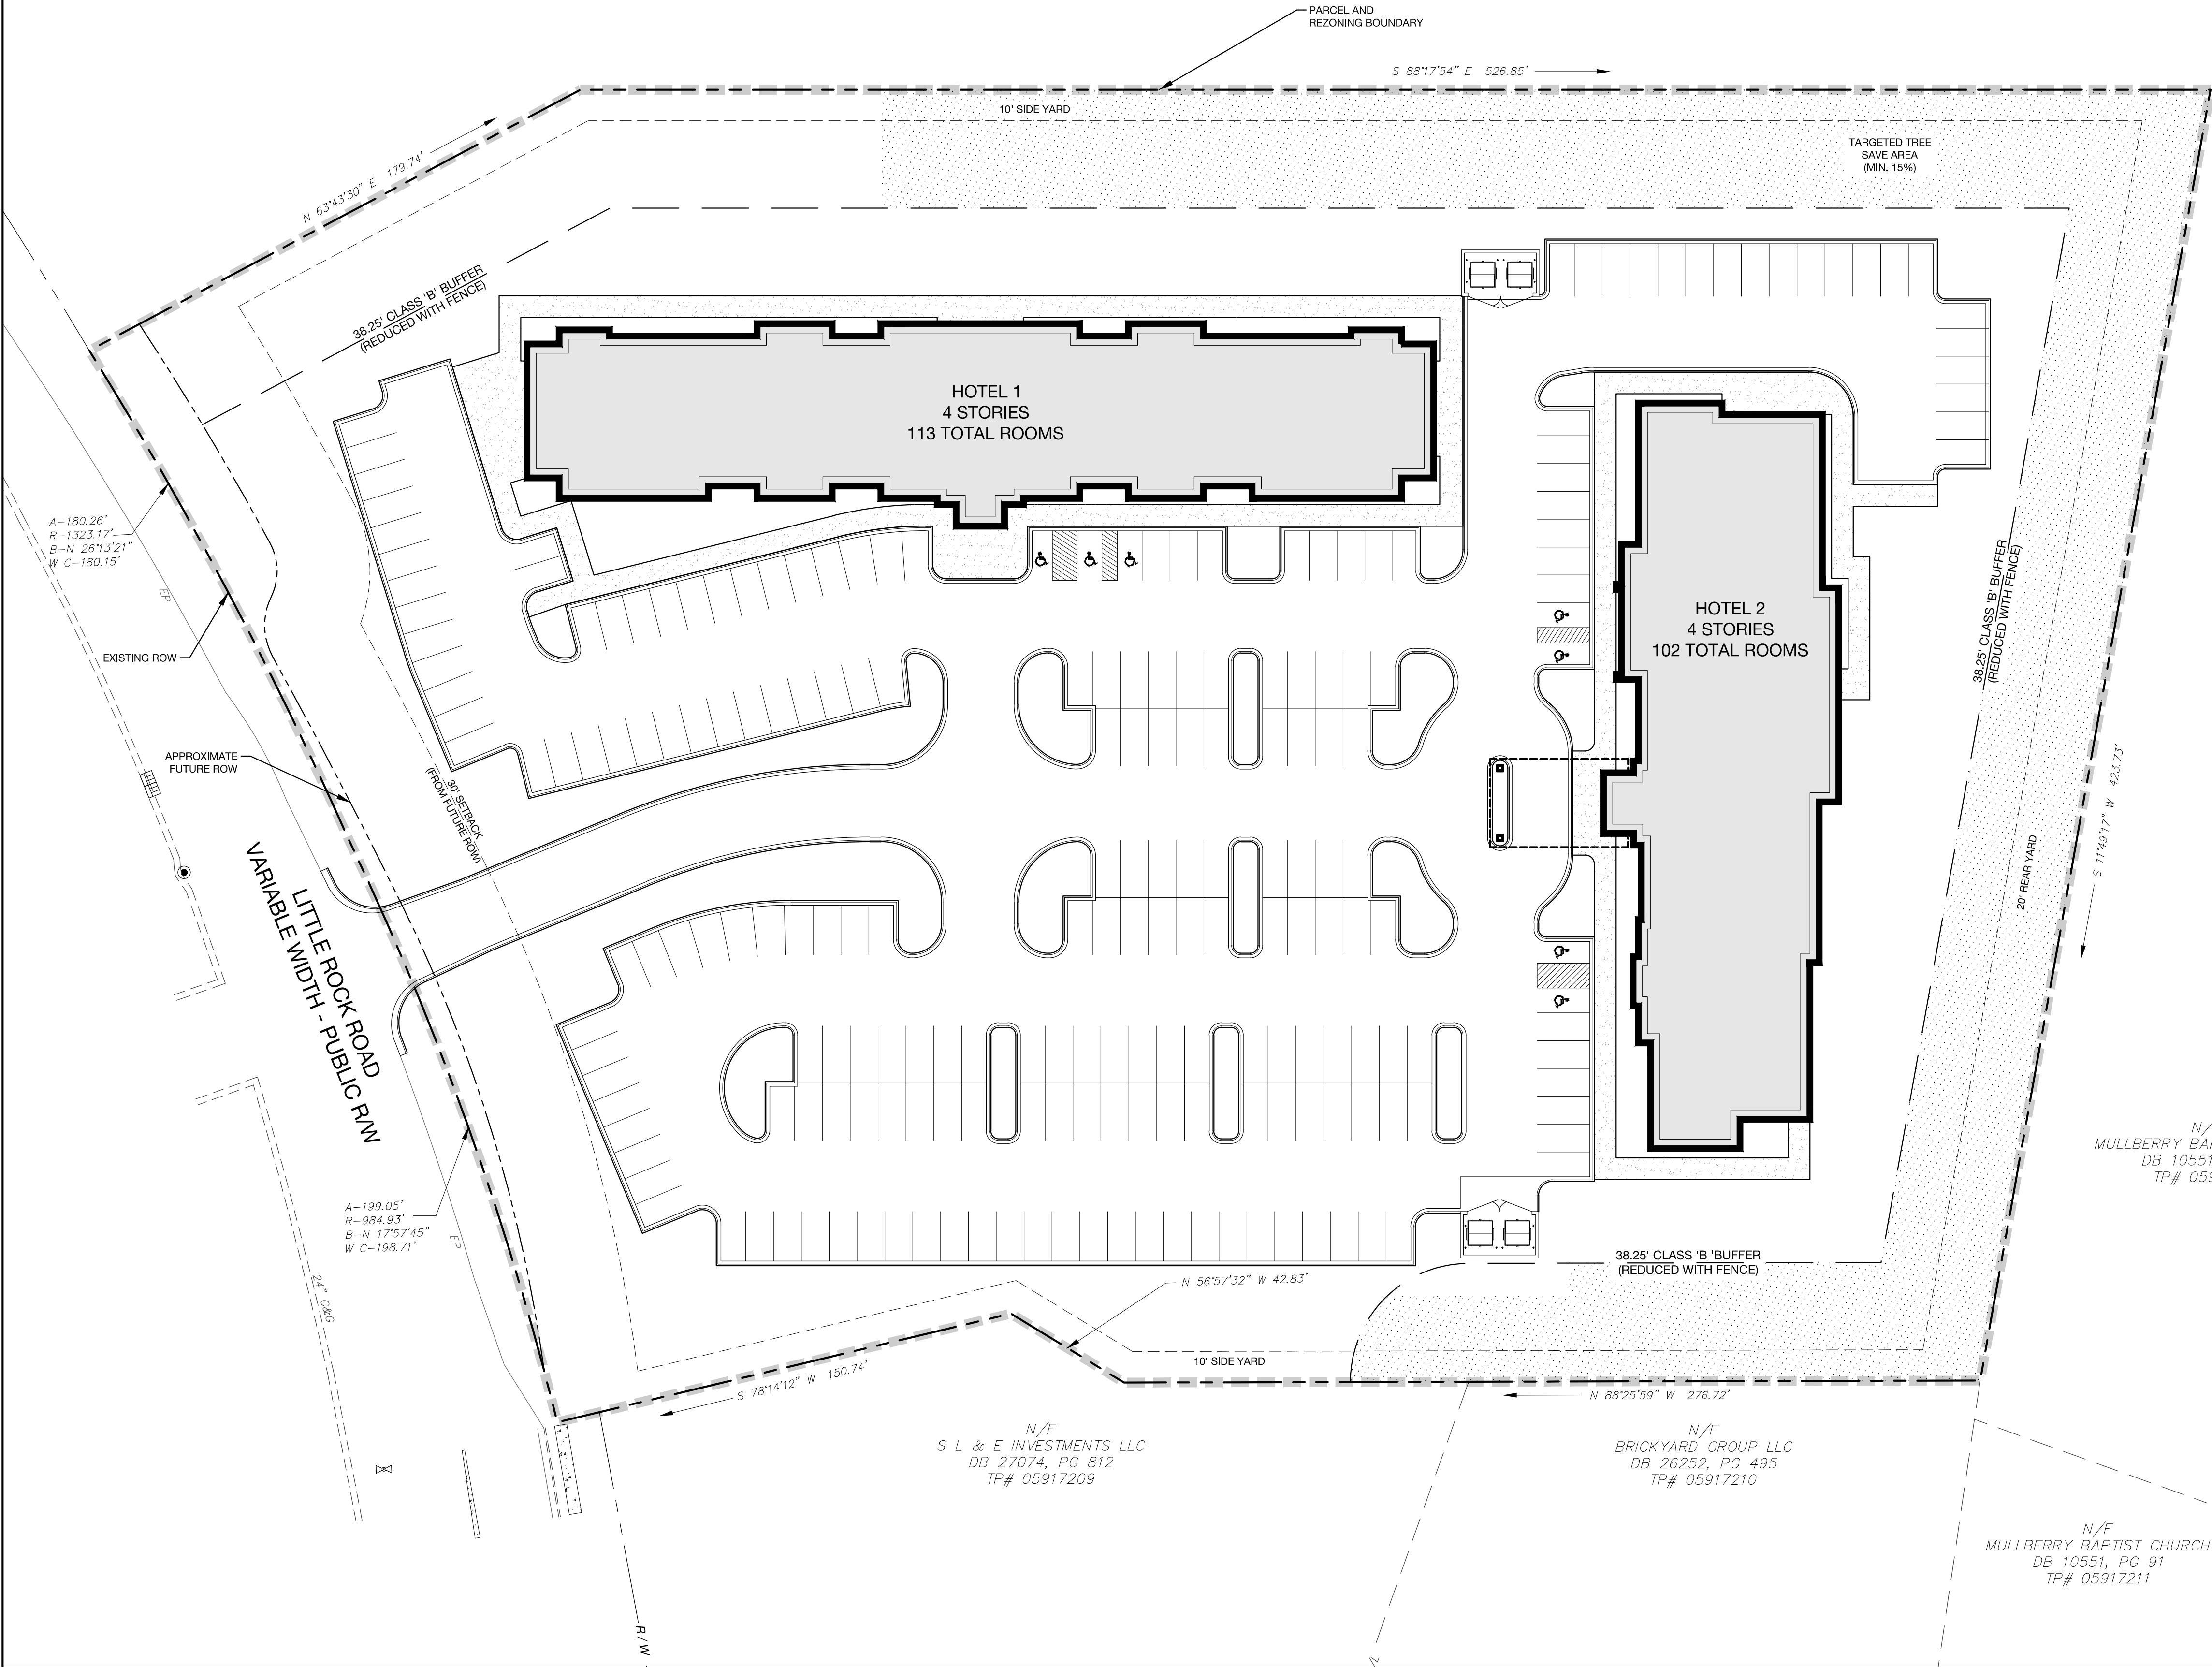 PARCEL AND
REZONING BOUNDARY
S 88°17'54" E 526.85'
10' SIDE YARD
TARGETED TREE
SAVE AREA
(MIN. 15%)
N 63°43'30" E 179.74'
38.25' CLASS 'B' BUFFER
(REDUCED WITH FENCE)
HOTEL 1
4 STORIES
113 TOTAL ROOMS
A-180.26'
R-1323.17'
B-N 26°13'21"
W C-180.15'
EP
EXISTING ROW
HOTEL 2
4 STORIES
102 TOTAL ROOMS
38.25' CLASS 'B' BUFFER
(REDUCED WITH FENCE)
APPROXIMATE
FUTURE ROW
30' SETBACK
(FROM FUTURE ROW)
S 11°49'17" W 423.73'
20' REAR YARD
LITTLE ROCK ROAD
VARIABLE WIDTH - PUBLIC R/W
N/
MULLBERRY BA
DB 10551
TP# 059
A-199.05'
R-984.93'
B-N 17°57'45"
W C-198.71'
EP
24" C&G
38.25' CLASS 'B 'BUFFER
(REDUCED WITH FENCE)
N 56°57'32" W 42.83'
10' SIDE YARD
S 78°14'12" W 150.74'
N 88°25'59" W 276.72'
N/F
S L & E INVESTMENTS LLC
DB 27074, PG 812
TP# 05917209
N/F
BRICKYARD GROUP LLC
DB 26252, PG 495
TP# 05917210
N/F
MULLBERRY BAPTIST CHURCH
DB 10551, PG 91
TP# 05917211
R/W